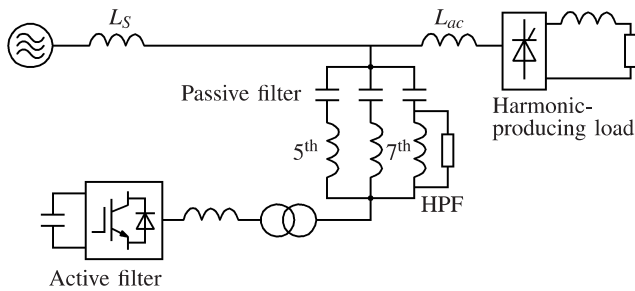 L_S
L_ac
Passive filter
Harmonic-
producing load
5th
7th
HPF
Active filter